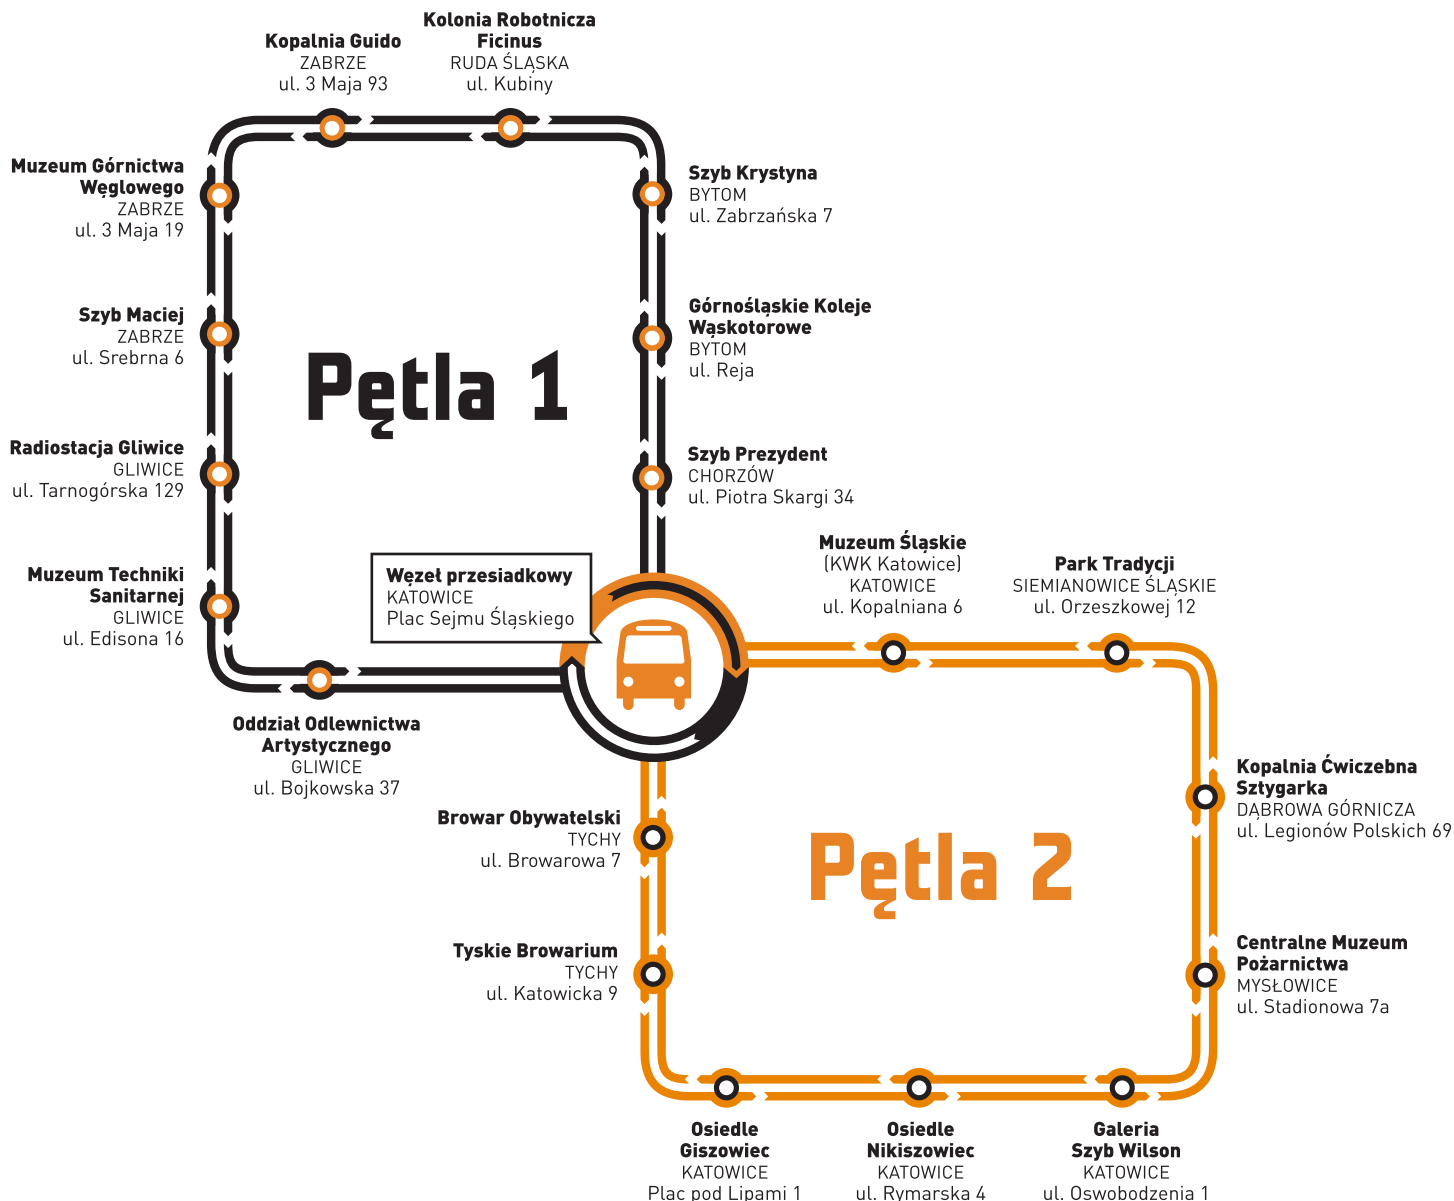 Kolonia Robotnicza
Ficinus
RUDA ŚLĄSKA
ul. Kubiny
Kopalnia Guido
ZABRZE
ul. 3 Maja 93
Muzeum Górnictwa
Węglowego
ZABRZE
ul. 3 Maja 19
Szyb Krystyna
BYTOM
ul. Zabrzańska 7
Szyb Maciej
ZABRZE
ul. Srebrna 6
Górnośląskie Koleje
Wąskotorowe
BYTOM
ul. Reja
Pętla 1
Radiostacja Gliwice
GLIWICE
ul. Tarnogórska 129
Szyb Prezydent
CHORZÓW
ul. Piotra Skargi 34
Muzeum Techniki
Sanitarnej
GLIWICE
ul. Edisona 16
Węzeł przesiadkowy
KATOWICE
Plac Sejmu Śląskiego
Muzeum Śląskie
(KWK Katowice)
KATOWICE
ul. Kopalniana 6
Park Tradycji
SIEMIANOWICE ŚLĄSKIE
ul. Orzeszkowej 12
Oddział Odlewnictwa
Artystycznego
GLIWICE
ul. Bojkowska 37
Browar Obywatelski
TYCHY
ul. Browarowa 7
Pętla 2
Kopalnia Ćwiczebna
Sztygarka
DĄBROWA GÓRNICZA
ul. Legionów Polskich 69
Tyskie Browarium
TYCHY
ul. Katowicka 9
Centralne Muzeum
Pożarnictwa
MYSŁOWICE
ul. Stadionowa 7a
Osiedle
Giszowiec
KATOWICE
Plac pod Lipami 1
Osiedle
Nikiszowiec
KATOWICE
ul. Rymarska 4
Galeria
Szyb Wilson
KATOWICE
ul. Oswobodzenia 1